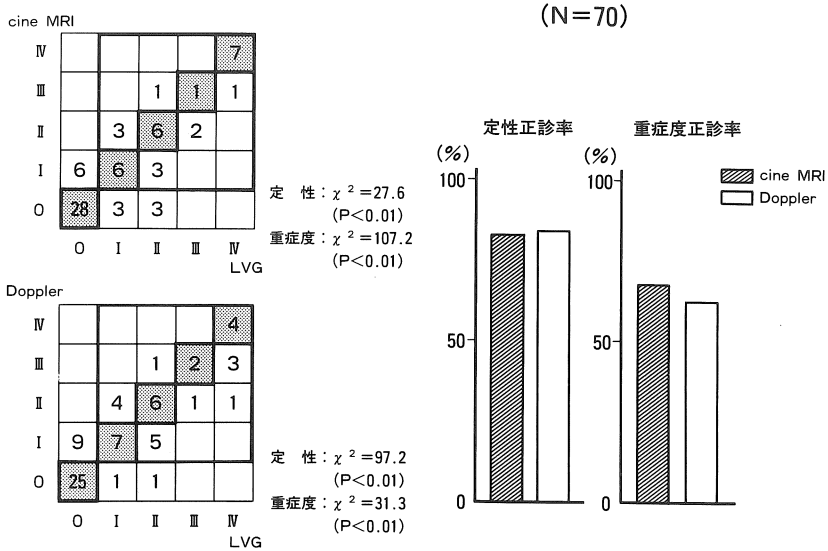 (N=70)
cine MRI
Ⅳ 7
Ⅲ 1 1 1
Ⅱ 3 6 2
Ⅰ 6 6 3
O 28 3 3
O Ⅰ Ⅱ Ⅲ Ⅳ
LVG
定 性：χ²=27.6
(P<0.01)
重症度：χ²=107.2
(P<0.01)
Doppler
Ⅳ 4
Ⅲ 1 2 3
Ⅱ 4 6 1 1
Ⅰ 9 7 5
O 25 1 1
O Ⅰ Ⅱ Ⅲ Ⅳ
LVG
定 性：χ²=97.2
(P<0.01)
重症度：χ²=31.3
(P<0.01)
定性正診率
(%)
100
50
0
重症度正診率
(%)
100
50
0
cine MRI
Doppler